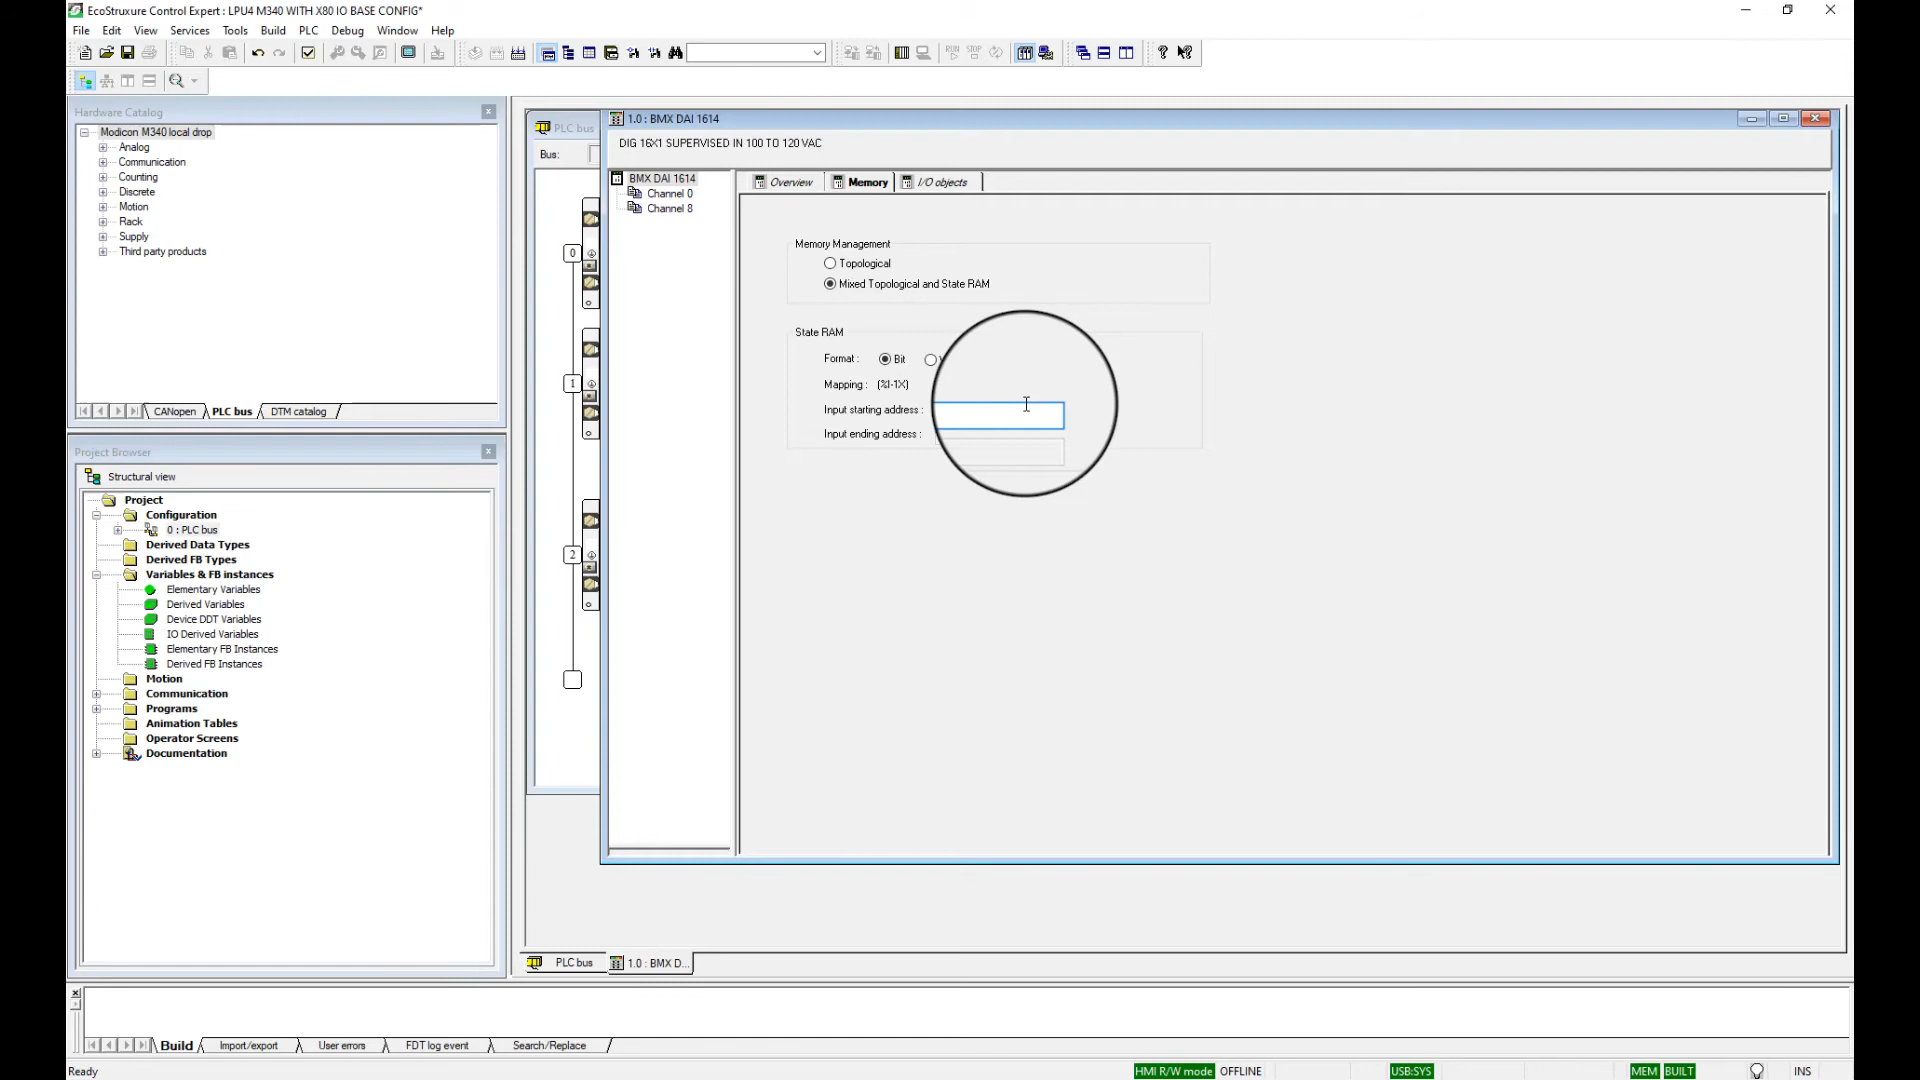 EcoStruxure Control Expert : LPU4 M340 WITH X80 IO BASE CONFIG*
File Edit View Services Tools Build PLC Debug Window Help
RUN STOP
Hardware Catalog
Modicon M340 local drop
Analog
Communication
Counting
Discrete
Motion
Rack
Supply
Third party products
CANopen PLC bus DTM catalog
Project Browser
Structural view
Project
Configuration
0 : PLC bus
Derived Data Types
Derived FB Types
Variables & FB instances
Elementary Variables
Derived Variables
Device DDT Variables
IO Derived Variables
Elementary FB Instances
Derived FB Instances
Motion
Communication
Programs
Animation Tables
Operator Screens
Documentation
PLC bus
Bus:
0
1
2
1.0 : BMX DAI 1614
DIG 16X1 SUPERVISED IN 100 TO 120 VAC
BMX DAI 1614
Channel 0
Channel 8
Overview Memory I/O objects
Memory Management
Topological
Mixed Topological and State RAM
State RAM
Format : Bit
Mapping : (%I-1X)
Input starting address :
Input ending address :
PLC bus 1.0 : BMX D...
Build Import/export User errors FDT log event Search/Replace
Ready HMI R/W mode OFFLINE USB:SYS MEM BUILT INS